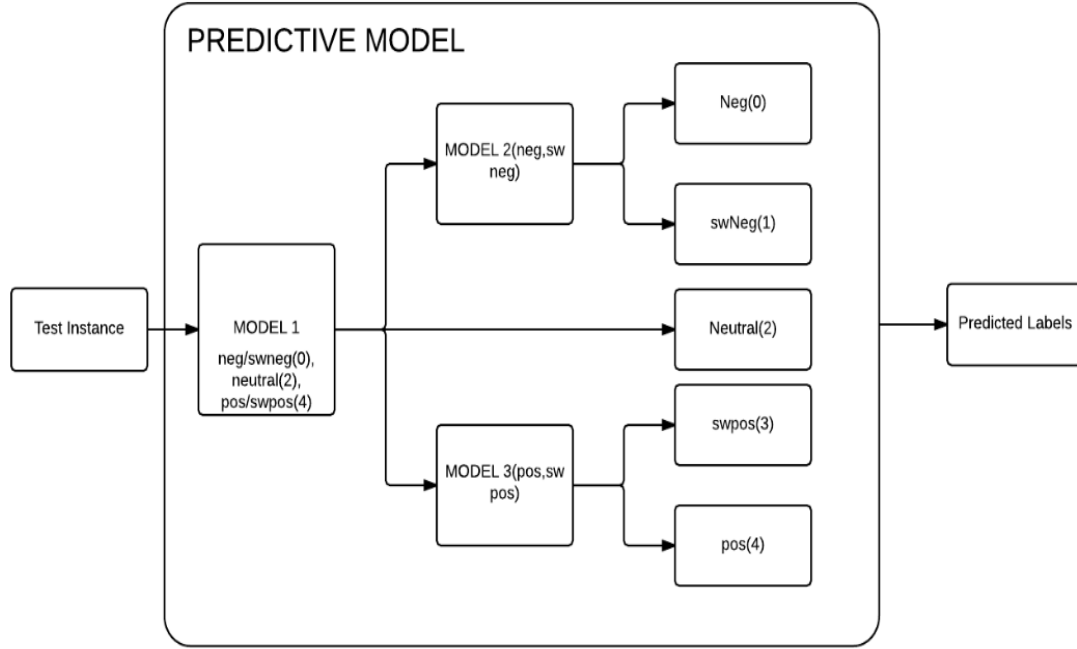 PREDICTIVE MODEL
Test Instance
MODEL 1
neg/swneg(0),
neutral(2),
pos/swpos(4)
MODEL 2(neg,sw
neg)
MODEL 3(pos,sw
pos)
Neg(0)
swNeg(1)
Neutral(2)
swpos(3)
pos(4)
Predicted Labels